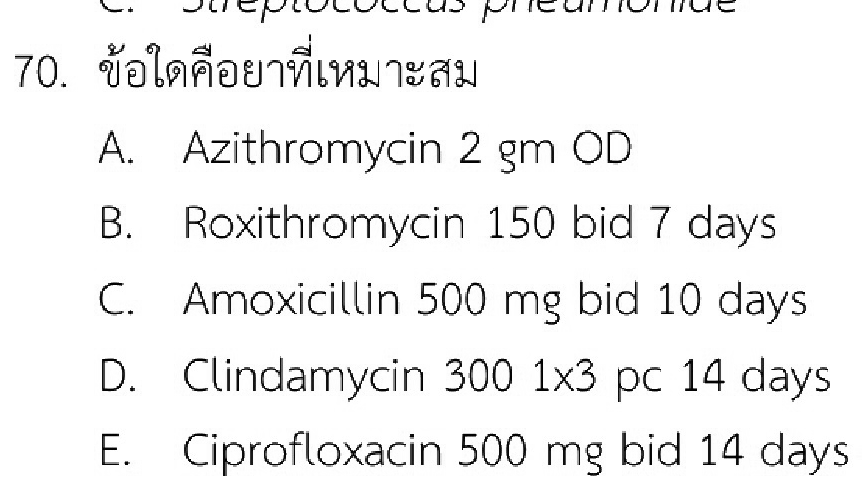 C. Streptococcus pneumoniae
70. ข้อใดคือยาที่เหมาะสม
A. Azithromycin 2 gm OD
B. Roxithromycin 150 bid 7 days
C. Amoxicillin 500 mg bid 10 days
D. Clindamycin 300 1x3 pc 14 days
E. Ciprofloxacin 500 mg bid 14 days